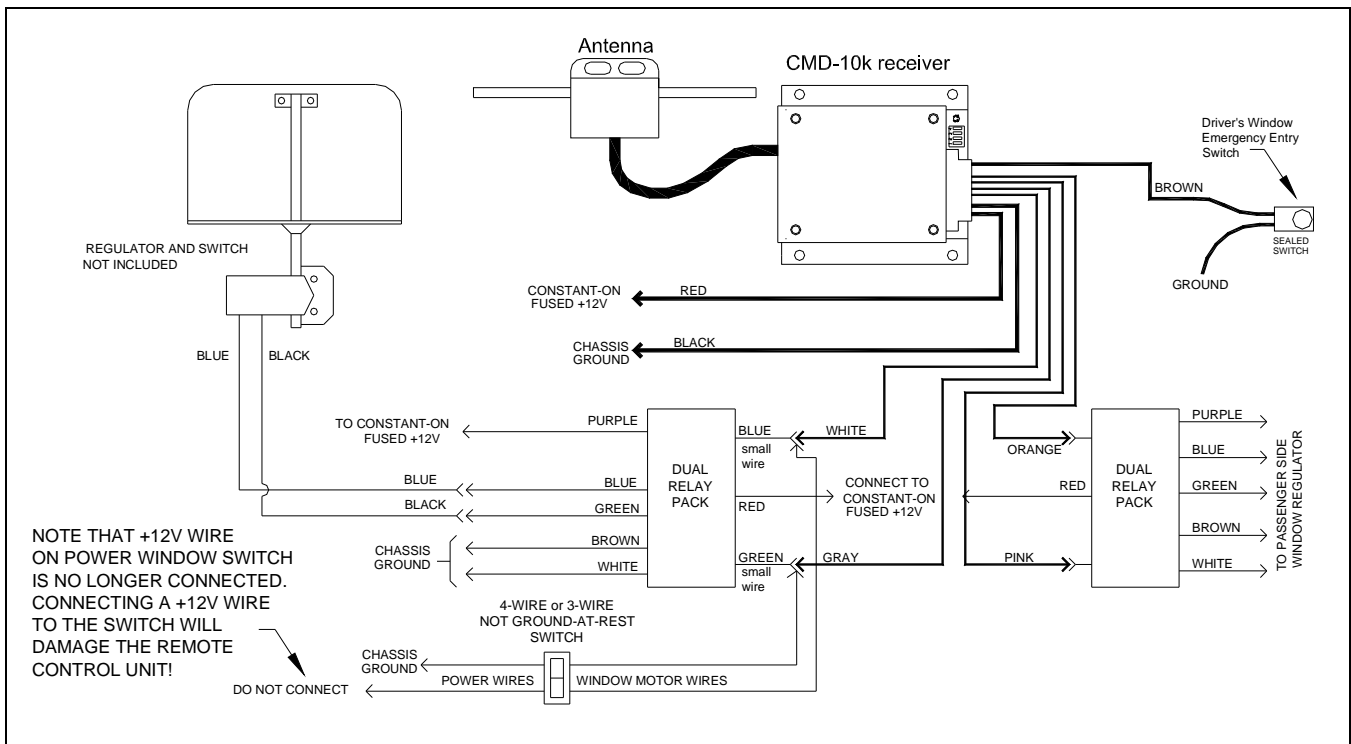 Antenna
CMD-10k receiver
Driver's Window
Emergency Entry
Switch
BROWN
SEALED
SWITCH
GROUND
REGULATOR AND SWITCH
NOT INCLUDED
CONSTANT-ON
FUSED +12V
RED
CHASSIS
GROUND
BLACK
BLUE
BLACK
TO CONSTANT-ON
FUSED +12V
PURPLE
BLUE
small
wire
WHITE
ORANGE
PURPLE
BLUE
BLUE
BLUE
DUAL
RELAY
PACK
RED
CONNECT TO
CONSTANT-ON
FUSED +12V
RED
DUAL
RELAY
PACK
GREEN
BLACK
GREEN
BROWN
BROWN
CHASSIS
GROUND
WHITE
GREEN
small
wire
GRAY
PINK
WHITE
TO PASSENGER SIDE
WINDOW REGULATOR
NOTE THAT +12V WIRE
ON POWER WINDOW SWITCH
IS NO LONGER CONNECTED.
CONNECTING A +12V WIRE
TO THE SWITCH WILL
DAMAGE THE REMOTE
CONTROL UNIT!
4-WIRE or 3-WIRE
NOT GROUND-AT-REST
SWITCH
CHASSIS
GROUND
DO NOT CONNECT
POWER WIRES
WINDOW MOTOR WIRES